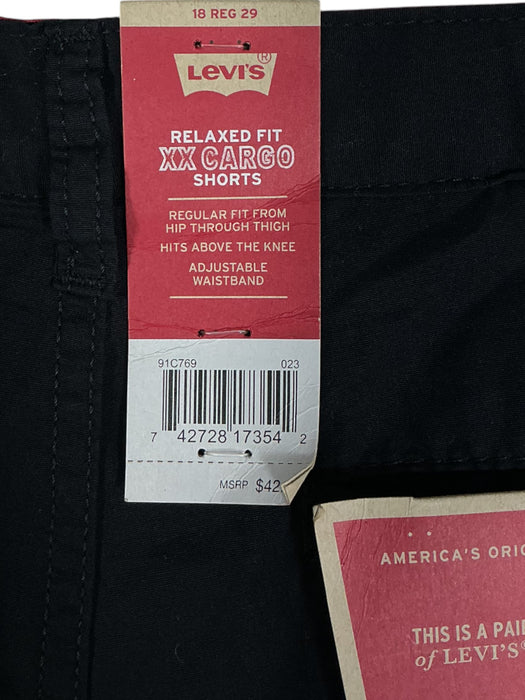 18 REG 29
LEVI'S®
RELAXED FIT
XX CARGO
SHORTS
REGULAR FIT FROM
HIP THROUGH THIGH
HITS ABOVE THE KNEE
ADJUSTABLE
WAISTBAND
91C769 023
7 42728 17354 2
MSRP $42
AMERICA'S ORIG
THIS IS A PAIR
of LEVI'S®